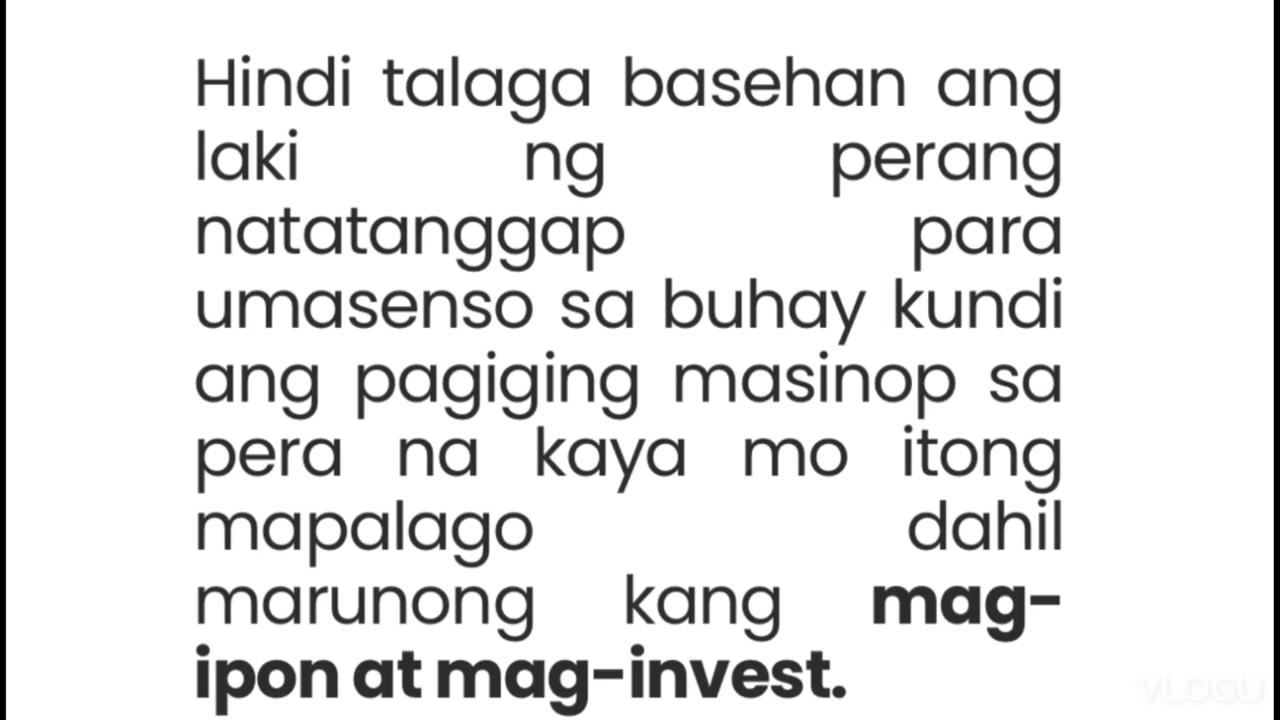 Hindi talaga basehan ang
laki ng perang
natatanggap para
umasenso sa buhay kundi
ang pagiging masinop sa
pera na kaya mo itong
mapalago dahil
marunong kang mag-
ipon at mag-invest.
VLOGU